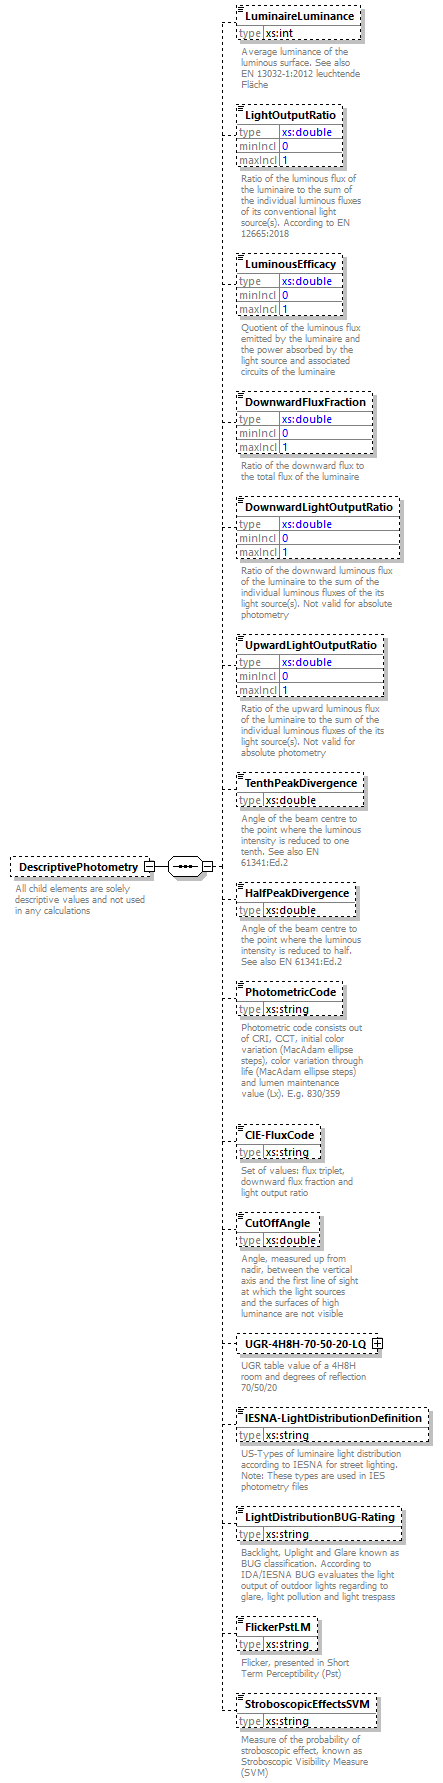 LuminaireLuminance
type xs:int
Average luminance of the
luminous surface. See also
EN 13032-1:2012 leuchtende
Fläche
LightOutputRatio
type xs:double
minIncl 0
maxIncl 1
Ratio of the luminous flux of
the luminaire to the sum of
the individual luminous fluxes
of its conventional light
source(s). According to EN
12665:2018
LuminousEfficacy
type xs:double
minIncl 0
maxIncl 1
Quotient of the luminous flux
emitted by the luminaire and
the power absorbed by the
light source and associated
circuits of the luminaire
DownwardFluxFraction
type xs:double
minIncl 0
maxIncl 1
Ratio of the downward flux to
the total flux of the luminaire
DownwardLightOutputRatio
type xs:double
minIncl 0
maxIncl 1
Ratio of the downward luminous flux
of the luminaire to the sum of the
individual luminous fluxes of the its
light source(s). Not valid for absolute
photometry
UpwardLightOutputRatio
type xs:double
minIncl 0
maxIncl 1
Ratio of the upward luminous flux
of the luminaire to the sum of the
individual luminous fluxes of the its
light source(s). Not valid for
absolute photometry
TenthPeakDivergence
type xs:double
Angle of the beam centre to
the point where the luminous
intensity is reduced to one
tenth. See also EN
61341:Ed.2
DescriptivePhotometry
All child elements are solely
descriptive values and not used
in any calculations
HalfPeakDivergence
type xs:double
Angle of the beam centre to
the point where the luminous
intensity is reduced to half.
See also EN 61341:Ed.2
PhotometricCode
type xs:string
Photometric code consists out
of CRI, CCT, initial color
variation (MacAdam ellipse
steps), color variation through
life (MacAdam ellipse steps)
and lumen maintenance
value (Lx). E.g. 830/359
CIE-FluxCode
type xs:string
Set of values: flux triplet,
downward flux fraction and
light output ratio
CutOffAngle
type xs:double
Angle, measured up from
nadir, between the vertical
axis and the first line of sight
at which the light sources
and the surfaces of high
luminance are not visible
UGR-4H8H-70-50-20-LQ
UGR table value of a 4H8H
room and degrees of reflection
70/50/20
IESNA-LightDistributionDefinition
type xs:string
US-Types of luminaire light distribution
according to IESNA for street lighting.
Note: These types are used in IES
photometry files
LightDistributionBUG-Rating
type xs:string
Backlight, Uplight and Glare known as
BUG classification. According to
IDA/IESNA BUG evaluates the light
output of outdoor lights regarding to
glare, light pollution and light trespass
FlickerPstLM
type xs:string
Flicker, presented in Short
Term Perceptibility (Pst)
StroboscopicEffectsSVM
type xs:string
Measure of the probability of
stroboscopic effect, known as
Stroboscopic Visibility Measure
(SVM)